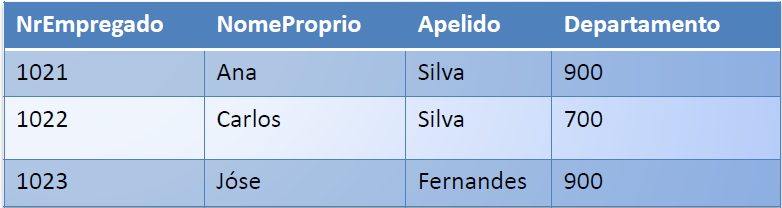 NrEmpregado NomeProprio Apelido Departamento
1021 Ana Silva 900
1022 Carlos Silva 700
1023 Jóse Fernandes 900